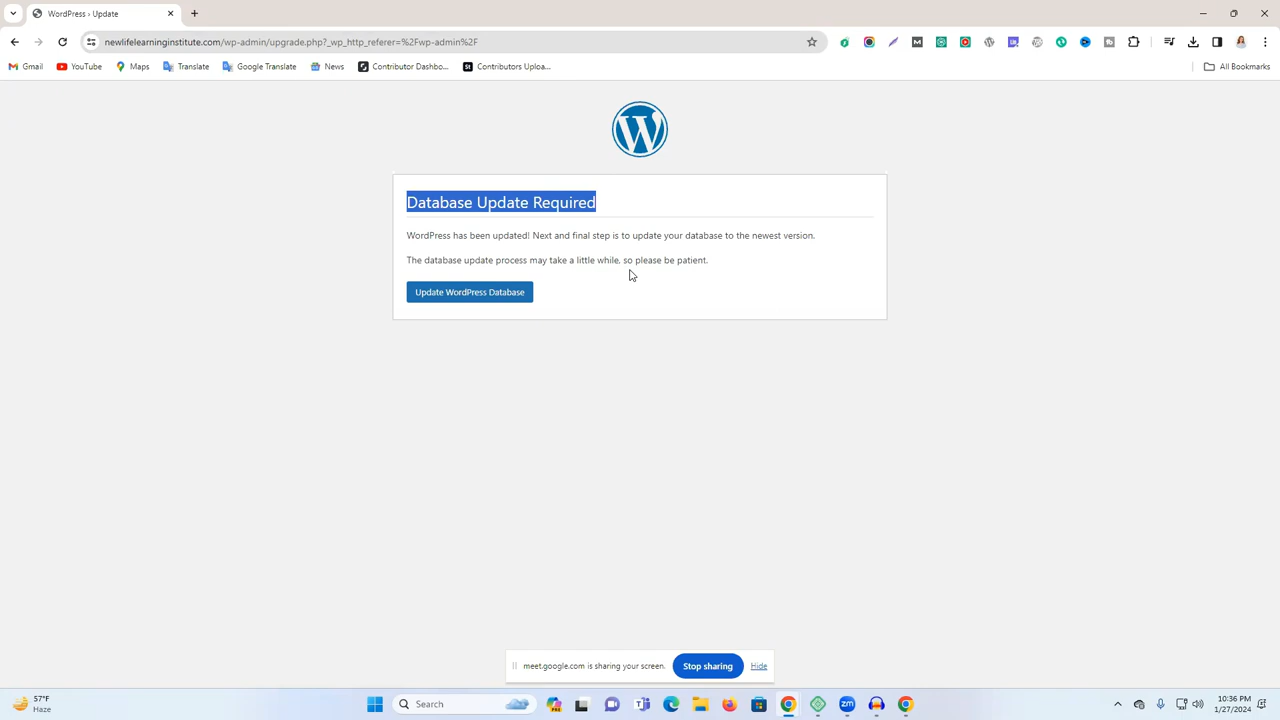 WordPress › Update
newlifelearninginstitute.com/wp-admin/upgrade.php?_wp_http_referer=%2Fwp-admin%2F
Gmail
YouTube
Maps
Translate
Google Translate
News
Contributor Dashbo...
Contributors Uploa...
All Bookmarks
Database Update Required
WordPress has been updated! Next and final step is to update your database to the newest version.
The database update process may take a little while, so please be patient.
Update WordPress Database
meet.google.com is sharing your screen.
Stop sharing
Hide
57°F
Haze
Search
10:36 PM
1/27/2024